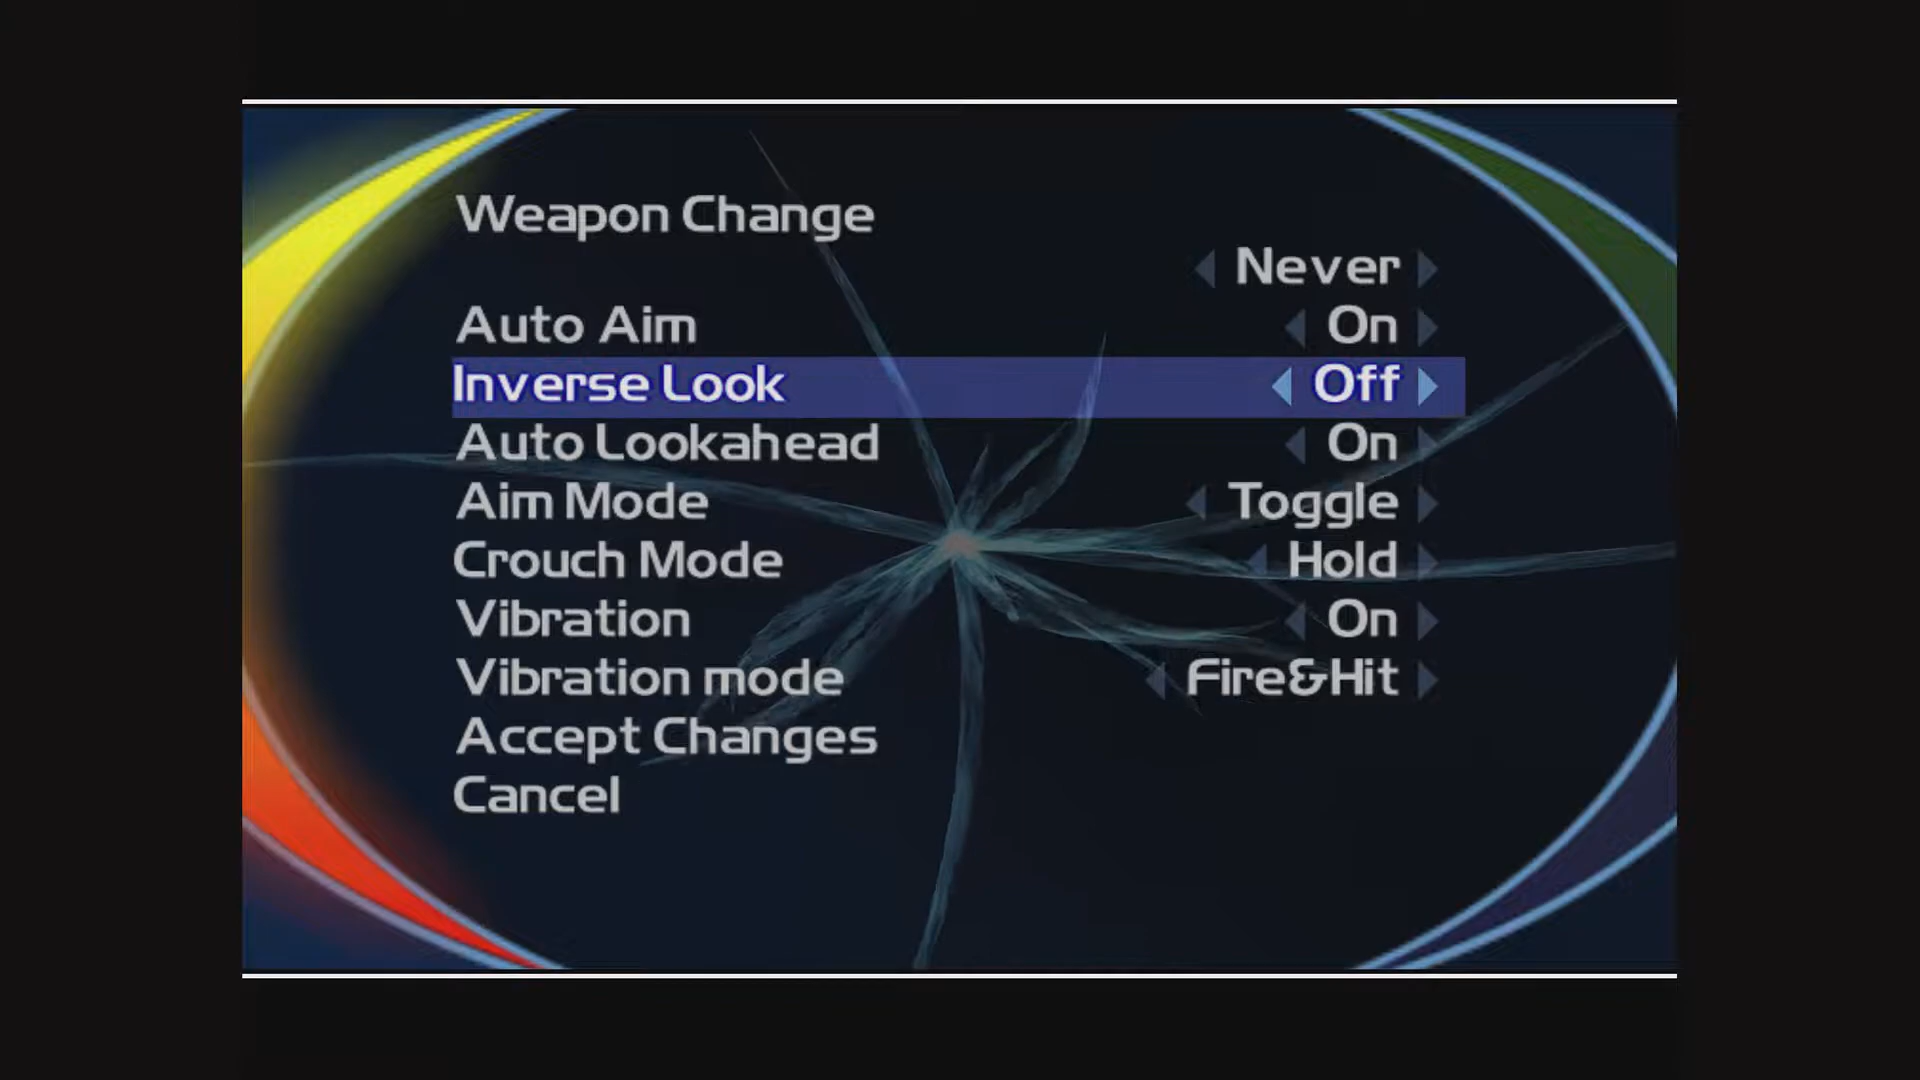 Weapon Change
Never
Auto Aim On
Inverse Look Off
Auto Lookahead On
Aim Mode Toggle
Crouch Mode Hold
Vibration On
Vibration mode Fire&Hit
Accept Changes
Cancel